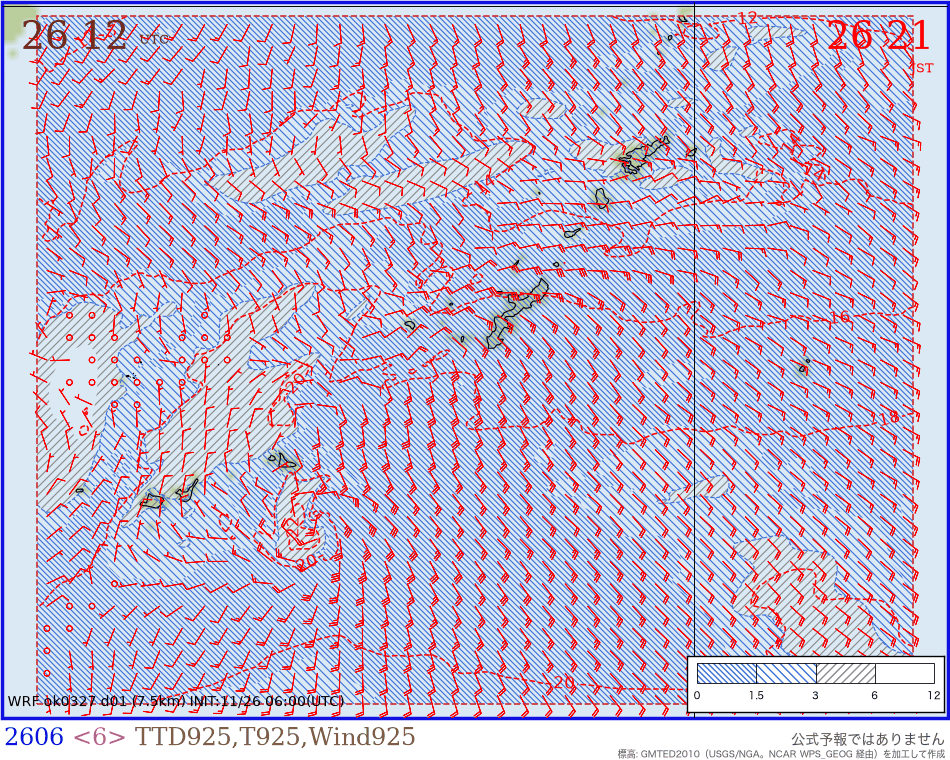 26 12 UTC
26 21
JST
12
14
16
18
20
20
20
WRF ok0327 d01 (7.5km) INIT:11/26 06:00(UTC)
0 1.5 3 6 12
2606 <6> TTD925,T925,Wind925
公式予報ではありません
標高: GMTED2010（USGS/NGA。NCAR WPS_GEOG 経由）を加工して作成